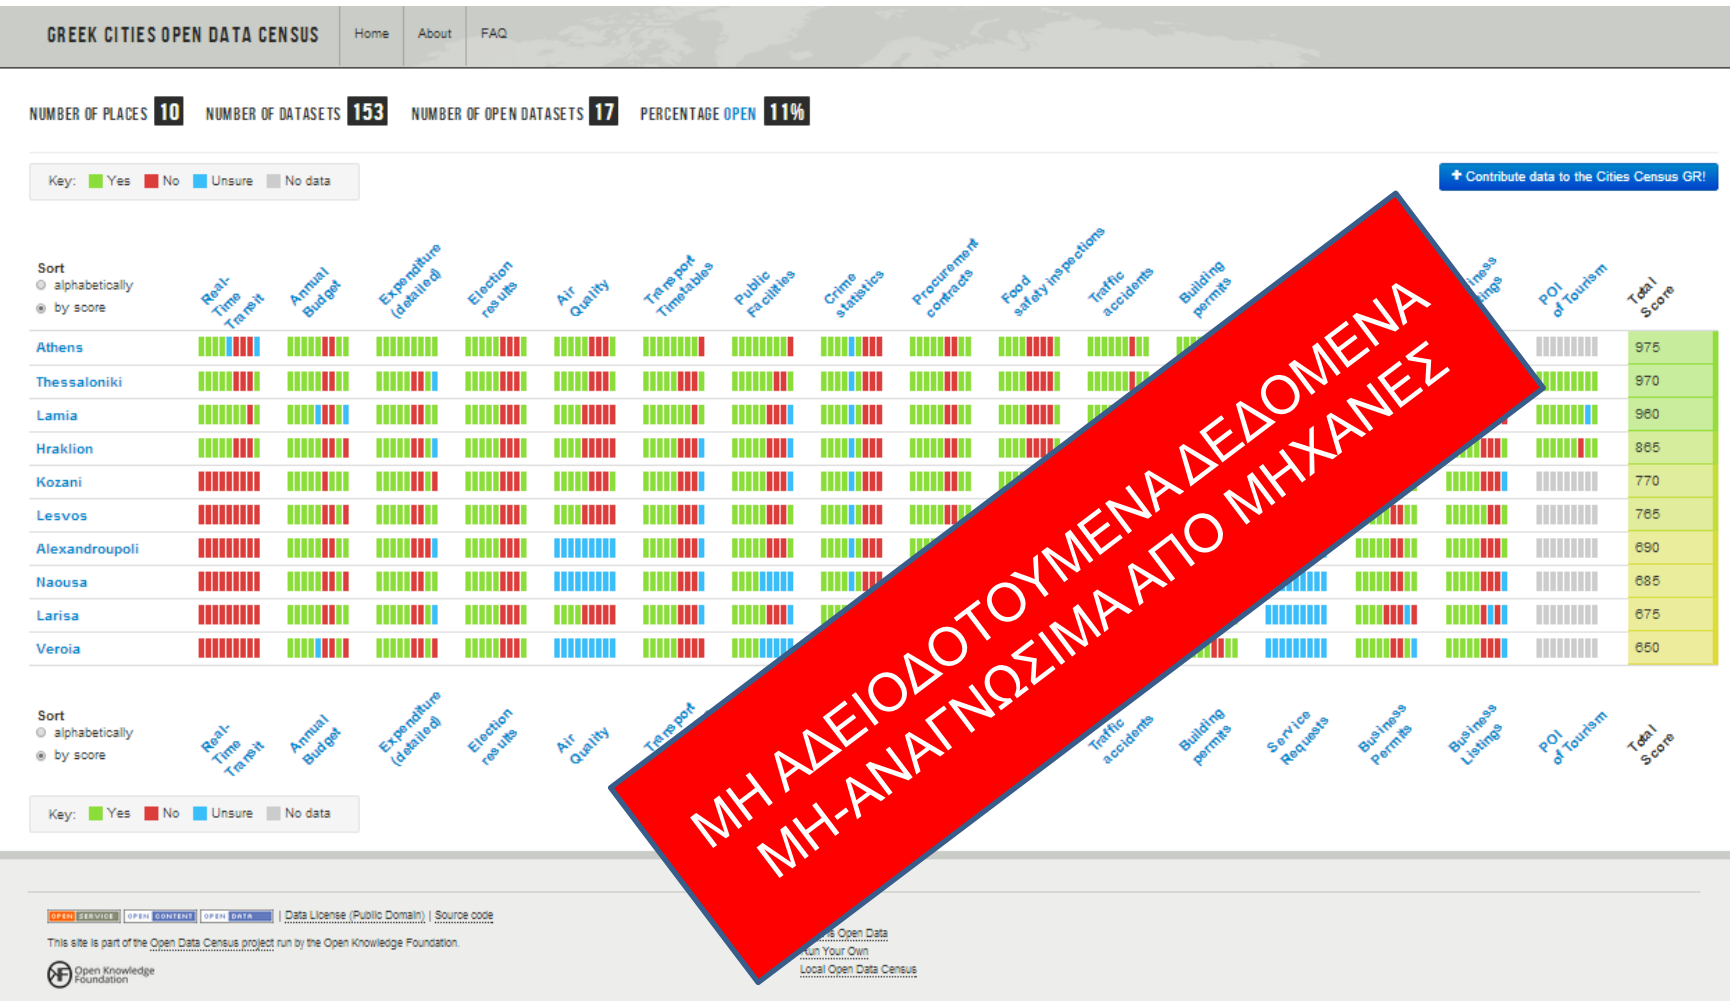 GREEK CITIES OPEN DATA CENSUS Home About FAQ
NUMBER OF PLACES 10 NUMBER OF DATASETS 153 NUMBER OF OPEN DATASETS 17 PERCENTAGE OPEN 11%
Key: Yes No Unsure No data
+ Contribute data to the Cities Census GR!
Sort
alphabetically
by score
Real-Time Transit
Annual Budget
Expenditure (detailed)
Election results
Air Quality
Transport Timetables
Public Facilities
Crime statistics
Procurement contracts
Food safety inspections
Traffic accidents
Building permits
POI of Tourism
Total Score
Athens 975
Thessaloniki 970
Lamia 960
Hraklion 865
Kozani 770
Lesvos 765
Alexandroupoli 690
Naousa 685
Larisa 675
Veroia 650
ΜΗ ΑΔΕΙΟΔΟΤΟΥΜΕΝΑ ΔΕΔΟΜΕΝΑ
ΜΗ-ΑΝΑΓΝΩΣΙΜΑ ΑΠΟ ΜΗΧΑΝΕΣ
Sort
alphabetically
by score
Real-Time Transit
Annual Budget
Expenditure (detailed)
Election results
Air Quality
Transport
Traffic accidents
Building permits
Service Requests
Business Permits
Business Listings
POI of Tourism
Total Score
Key: Yes No Unsure No data
OPEN SERVICE OPEN CONTENT OPEN DATA | Data License (Public Domain) | Source code
This site is part of the Open Data Census project run by the Open Knowledge Foundation.
Open Knowledge
Foundation
is Open Data
Run Your Own
Local Open Data Census